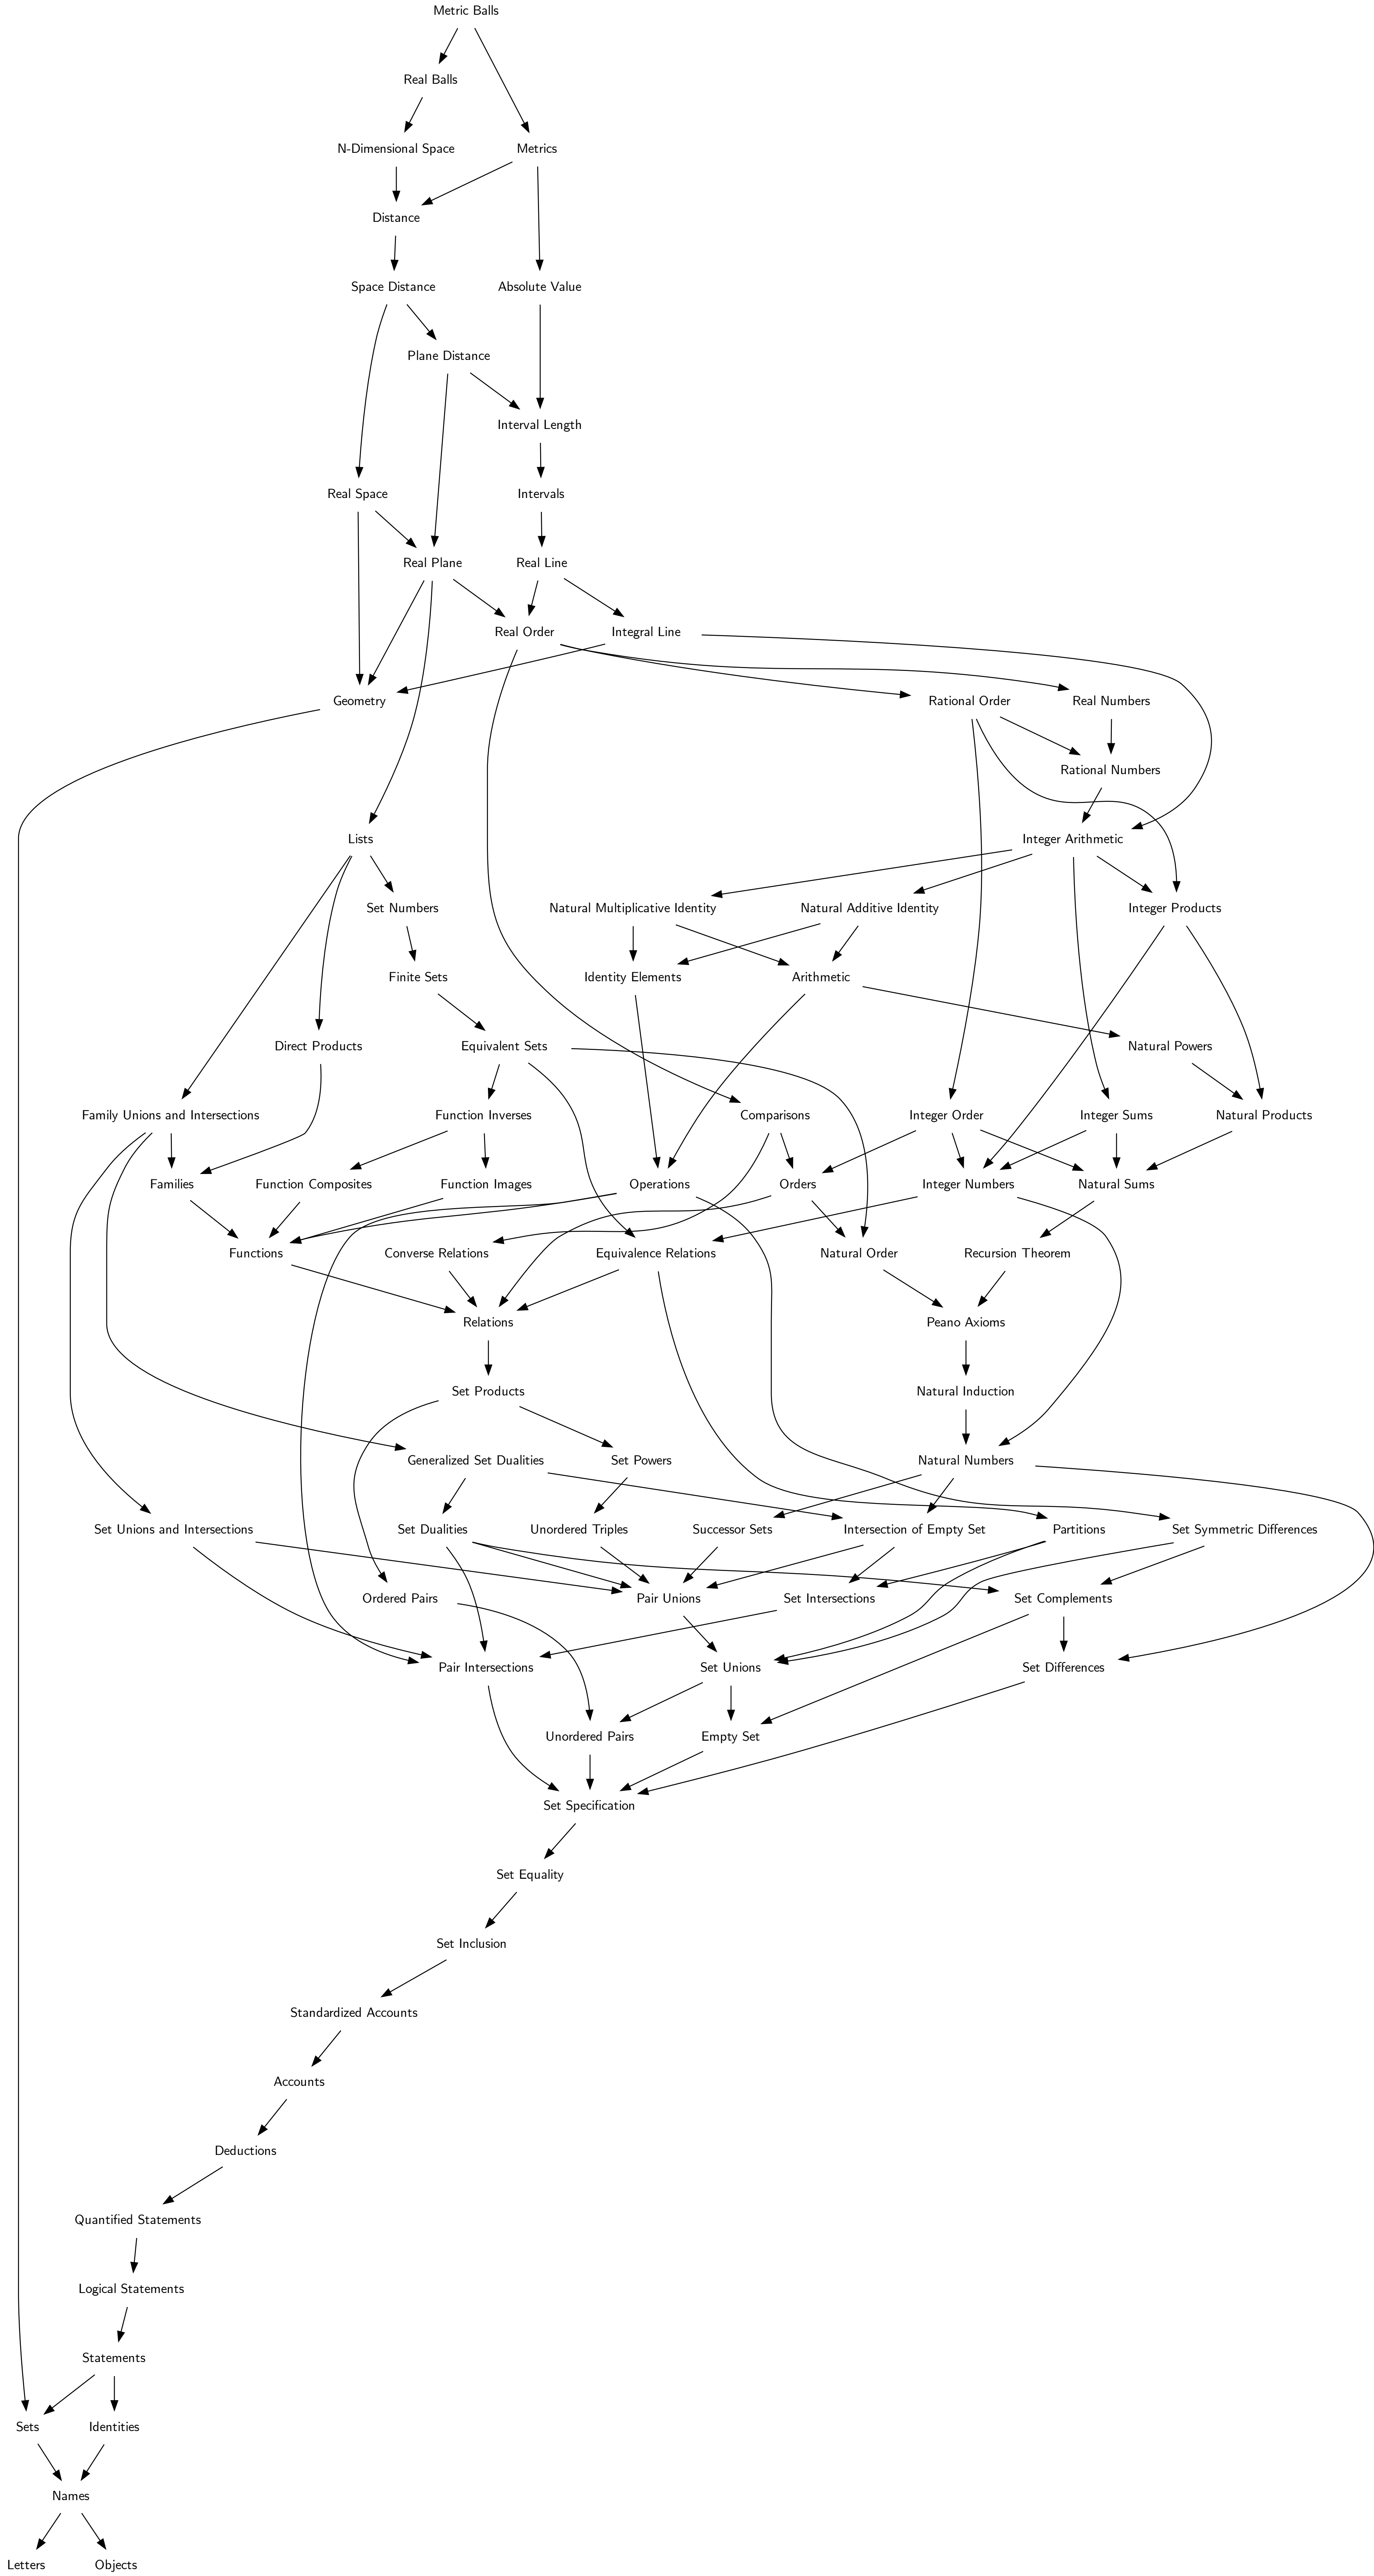 Metric Balls
Real Balls
N-Dimensional Space
Metrics
Distance
Space Distance
Absolute Value
Plane Distance
Interval Length
Real Space
Intervals
Real Plane
Real Line
Real Order
Integral Line
Geometry
Rational Order
Real Numbers
Rational Numbers
Lists
Integer Arithmetic
Set Numbers
Natural Multiplicative Identity
Natural Additive Identity
Integer Products
Finite Sets
Identity Elements
Arithmetic
Direct Products
Equivalent Sets
Natural Powers
Family Unions and Intersections
Function Inverses
Comparisons
Integer Order
Integer Sums
Natural Products
Families
Function Composites
Function Images
Operations
Orders
Integer Numbers
Natural Sums
Functions
Converse Relations
Equivalence Relations
Natural Order
Recursion Theorem
Relations
Peano Axioms
Set Products
Natural Induction
Generalized Set Dualities
Set Powers
Natural Numbers
Set Unions and Intersections
Set Dualities
Unordered Triples
Successor Sets
Intersection of Empty Set
Partitions
Set Symmetric Differences
Ordered Pairs
Pair Unions
Set Intersections
Set Complements
Pair Intersections
Set Unions
Set Differences
Unordered Pairs
Empty Set
Set Specification
Set Equality
Set Inclusion
Standardized Accounts
Accounts
Deductions
Quantified Statements
Logical Statements
Statements
Sets
Identities
Names
Letters
Objects